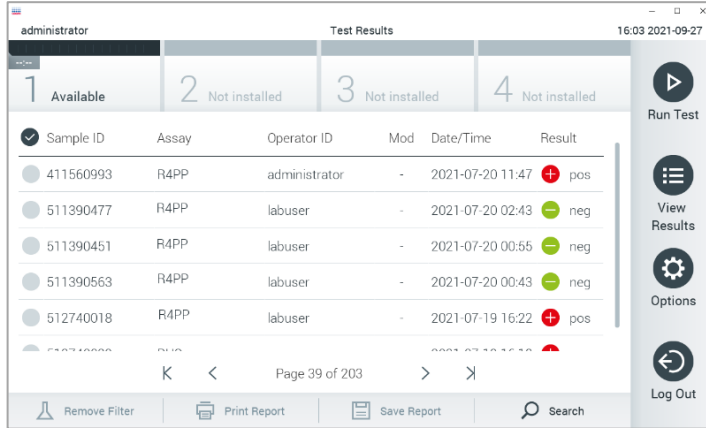 administrator Test Results 16:03 2021-09-27
--:--
1 Available 2 Not installed 3 Not installed 4 Not installed
Run Test
Sample ID Assay Operator ID Mod Date/Time Result
411560993 R4PP administrator - 2021-07-20 11:47 pos
511390477 R4PP labuser - 2021-07-20 02:43 neg
View
Results
511390451 R4PP labuser - 2021-07-20 00:55 neg
511390563 R4PP labuser - 2021-07-20 00:43 neg
Options
512740018 R4PP labuser - 2021-07-19 16:22 pos
Page 39 of 203
Log Out
Remove Filter Print Report Save Report Search